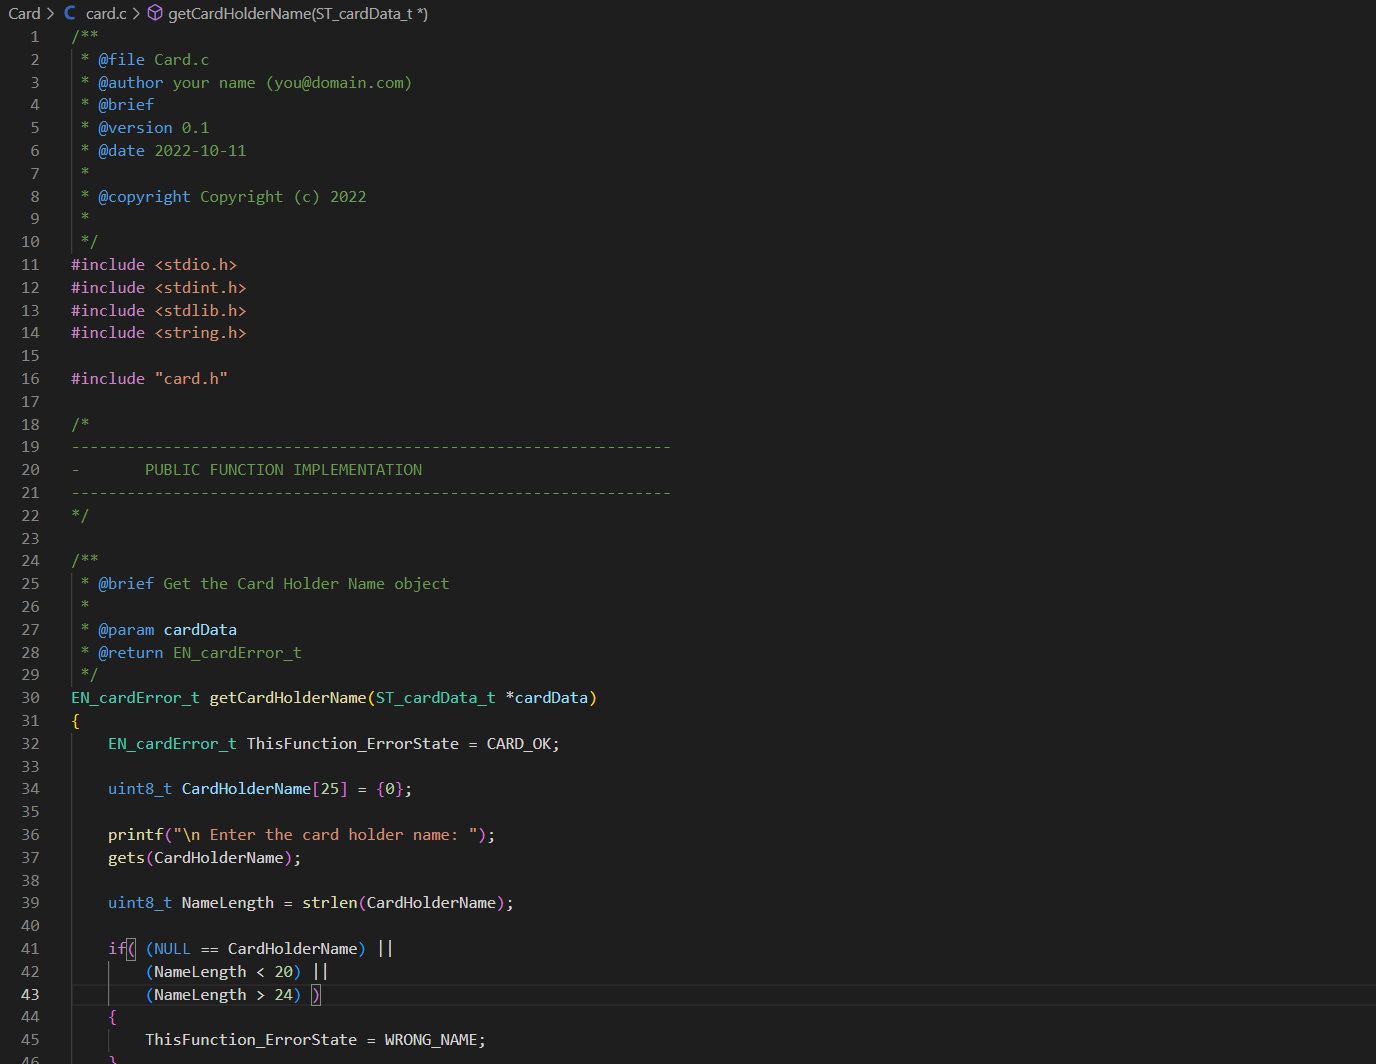 Card > C card.c > getCardHolderName(ST_cardData_t *)
1 /**
2 * @file Card.c
3 * @author your name (you@domain.com)
4 * @brief
5 * @version 0.1
6 * @date 2022-10-11
7 *
8 * @copyright Copyright (c) 2022
9 *
10 */
11 #include <stdio.h>
12 #include <stdint.h>
13 #include <stdlib.h>
14 #include <string.h>
15
16 #include "card.h"
17
18 /*
19 -----------------------------------------------------------------
20 -       PUBLIC FUNCTION IMPLEMENTATION
21 -----------------------------------------------------------------
22 */
23
24 /**
25 * @brief Get the Card Holder Name object
26 *
27 * @param cardData
28 * @return EN_cardError_t
29 */
30 EN_cardError_t getCardHolderName(ST_cardData_t *cardData)
31 {
32     EN_cardError_t ThisFunction_ErrorState = CARD_OK;
33
34     uint8_t CardHolderName[25] = {0};
35
36     printf("\n Enter the card holder name: ");
37     gets(CardHolderName);
38
39     uint8_t NameLength = strlen(CardHolderName);
40
41     if( (NULL == CardHolderName) ||
42         (NameLength < 20) ||
43         (NameLength > 24) )
44     {
45         ThisFunction_ErrorState = WRONG_NAME;
46     }